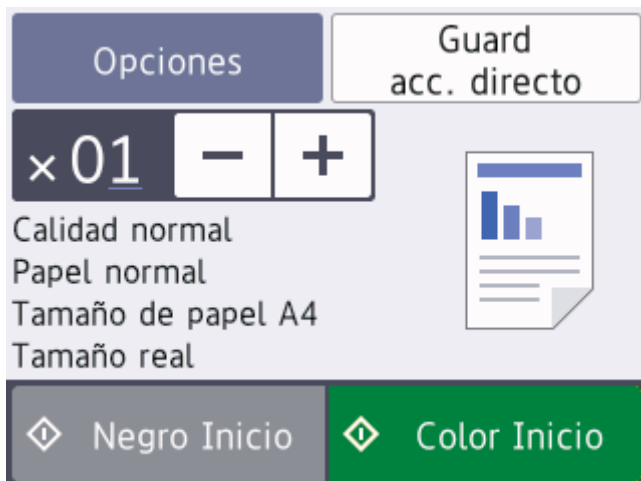 Opciones
Guard
acc. directo
×01
Calidad normal
Papel normal
Tamaño de papel A4
Tamaño real
Negro Inicio
Color Inicio